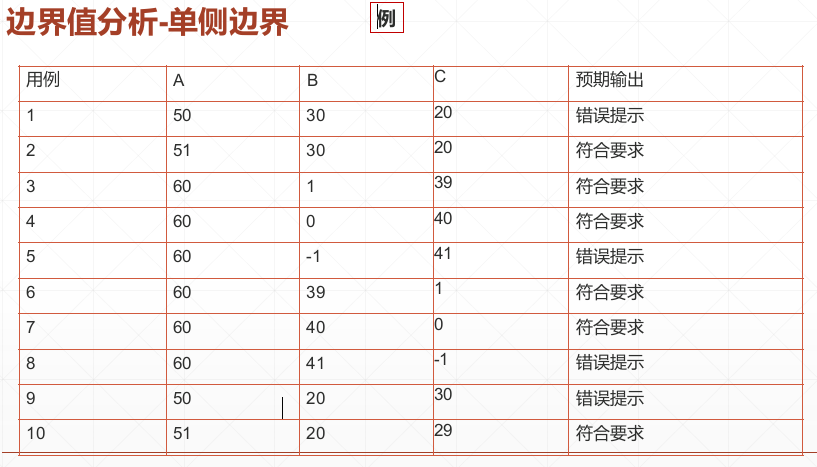 边界值分析-单侧边界
例
用例 A B C 预期输出
1 50 30 20 错误提示
2 51 30 20 符合要求
3 60 1 39 符合要求
4 60 0 40 符合要求
5 60 -1 41 错误提示
6 60 39 1 符合要求
7 60 40 0 符合要求
8 60 41 -1 错误提示
9 50 20 30 错误提示
10 51 20 29 符合要求